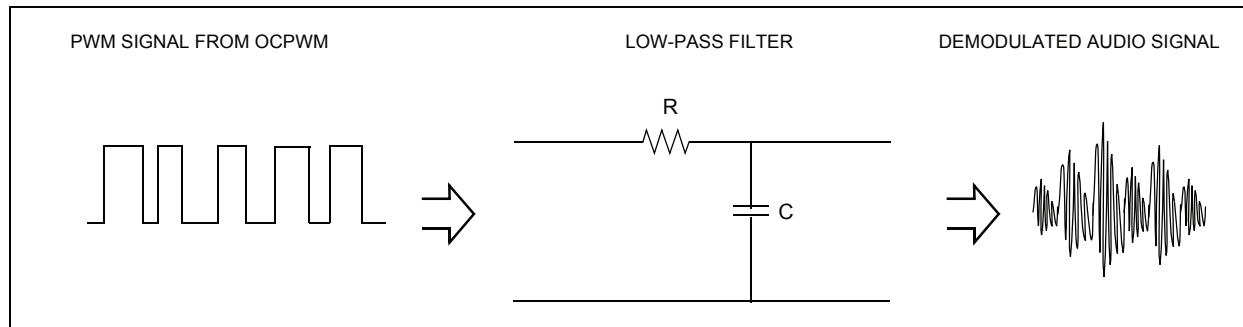 PWM SIGNAL FROM OCPWM
LOW-PASS FILTER
DEMODULATED AUDIO SIGNAL
R
C